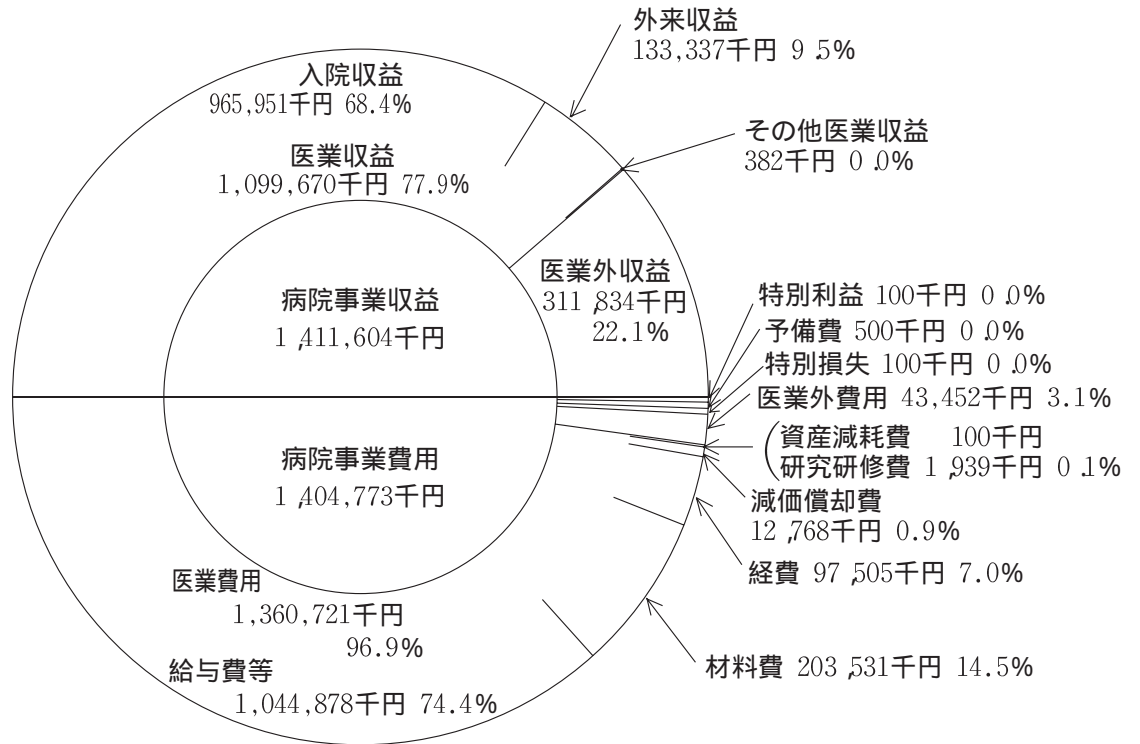 外来収益
133,337千円 9.5%
入院収益
965,951千円 68.4%
その他医業収益
382千円 0.0%
医業収益
1,099,670千円 77.9%
医業外収益
311,834千円
22.1%
病院事業収益
1,411,604千円
特別利益 100千円 0.0%
予備費 500千円 0.0%
特別損失 100千円 0.0%
医業外費用 43,452千円 3.1%
資産減耗費 100千円
研究研修費 1,939千円 0.1%
病院事業費用
1,404,773千円
減価償却費
12,768千円 0.9%
経費 97,505千円 7.0%
医業費用
1,360,721千円
96.9%
材料費 203,531千円 14.5%
給与費等
1,044,878千円 74.4%